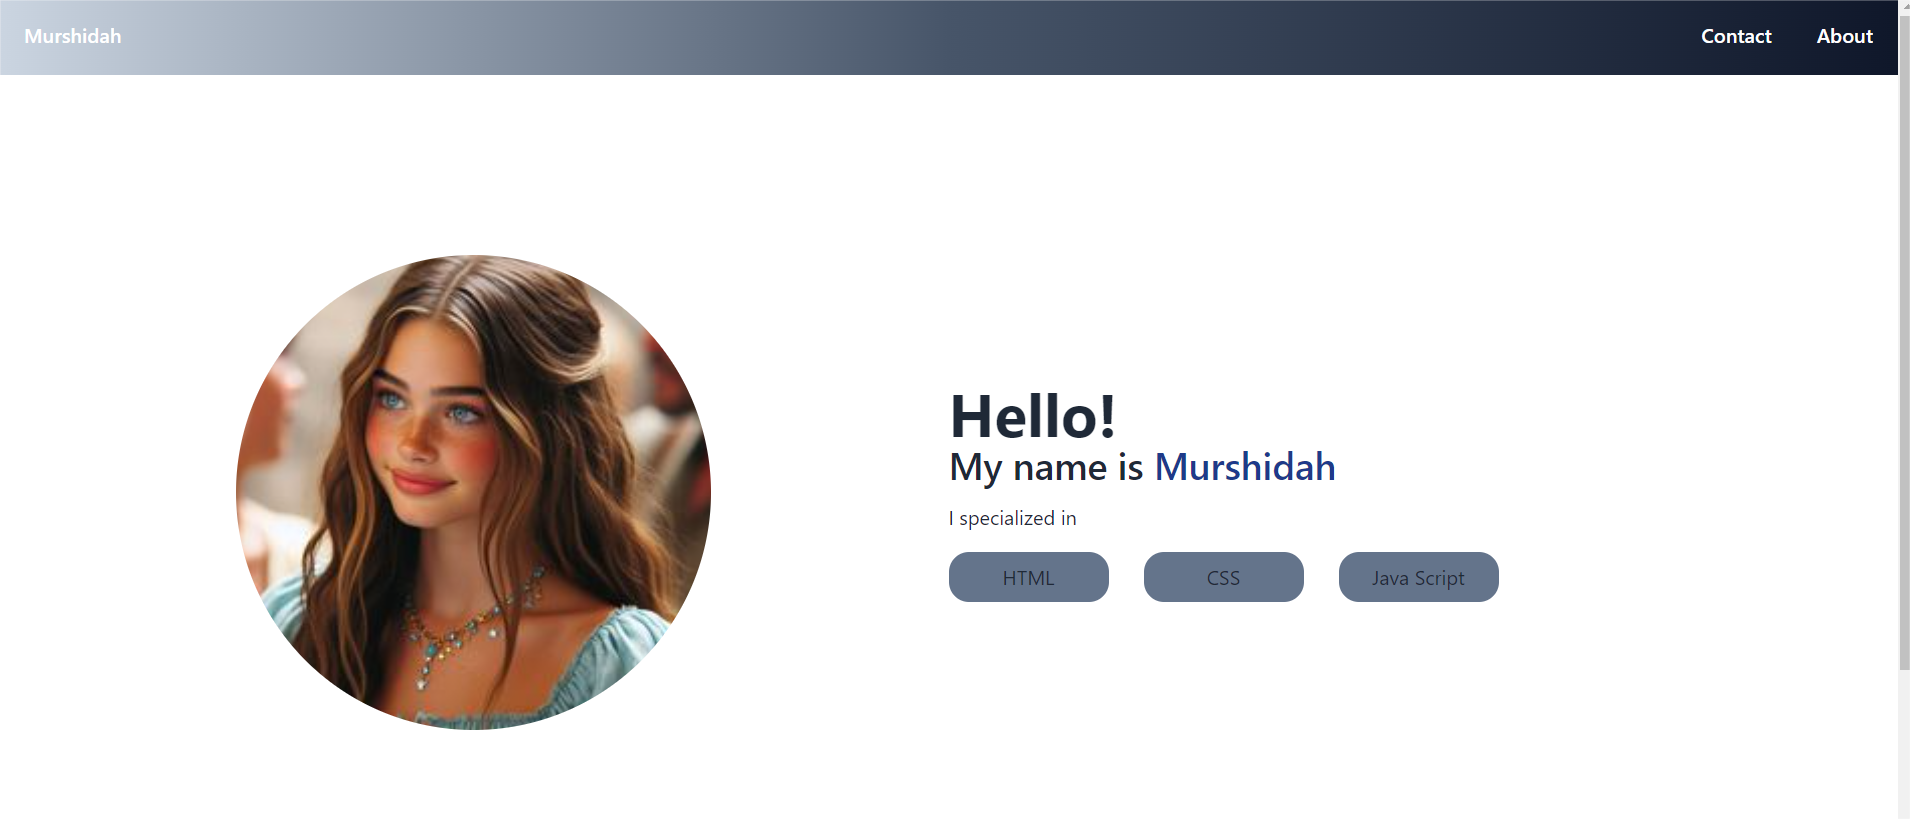 Murshidah Contact About
Hello!
My name is Murshidah
I specialized in
HTML CSS Java Script